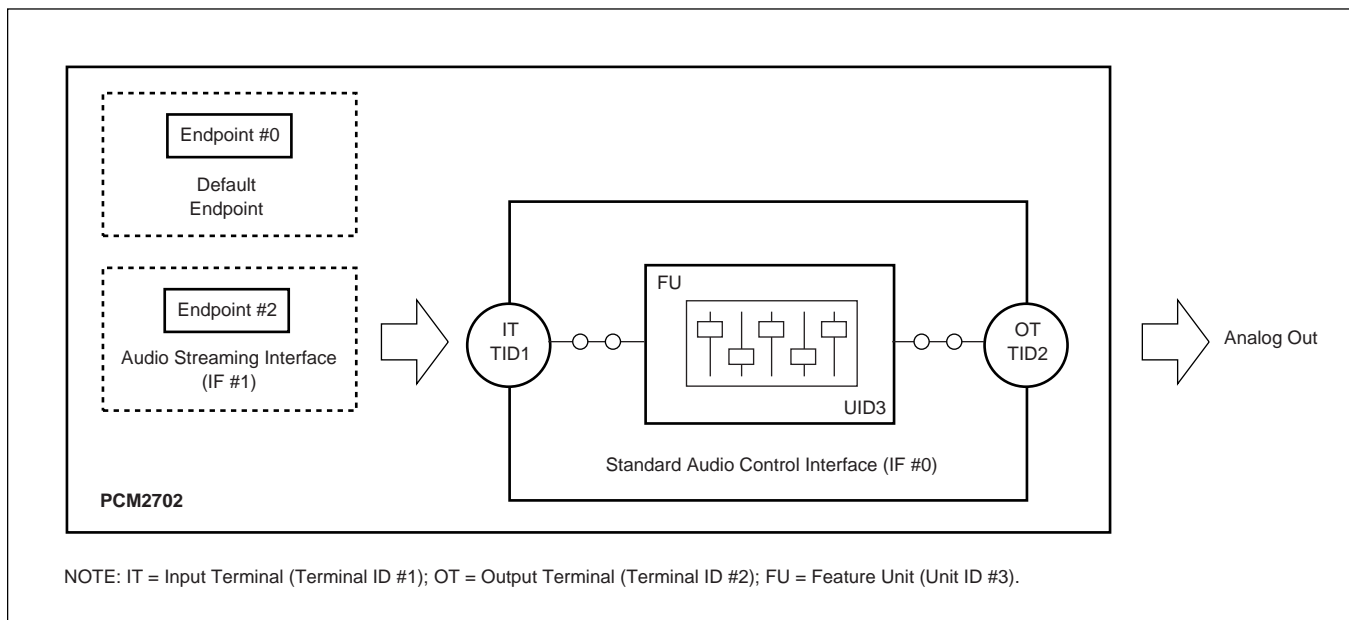 Endpoint #0
Default
Endpoint
Endpoint #2
Audio Streaming Interface
(IF #1)
IT
TID1
FU
UID3
OT
TID2
Standard Audio Control Interface (IF #0)
Analog Out
PCM2702
NOTE: IT = Input Terminal (Terminal ID #1); OT = Output Terminal (Terminal ID #2); FU = Feature Unit (Unit ID #3).